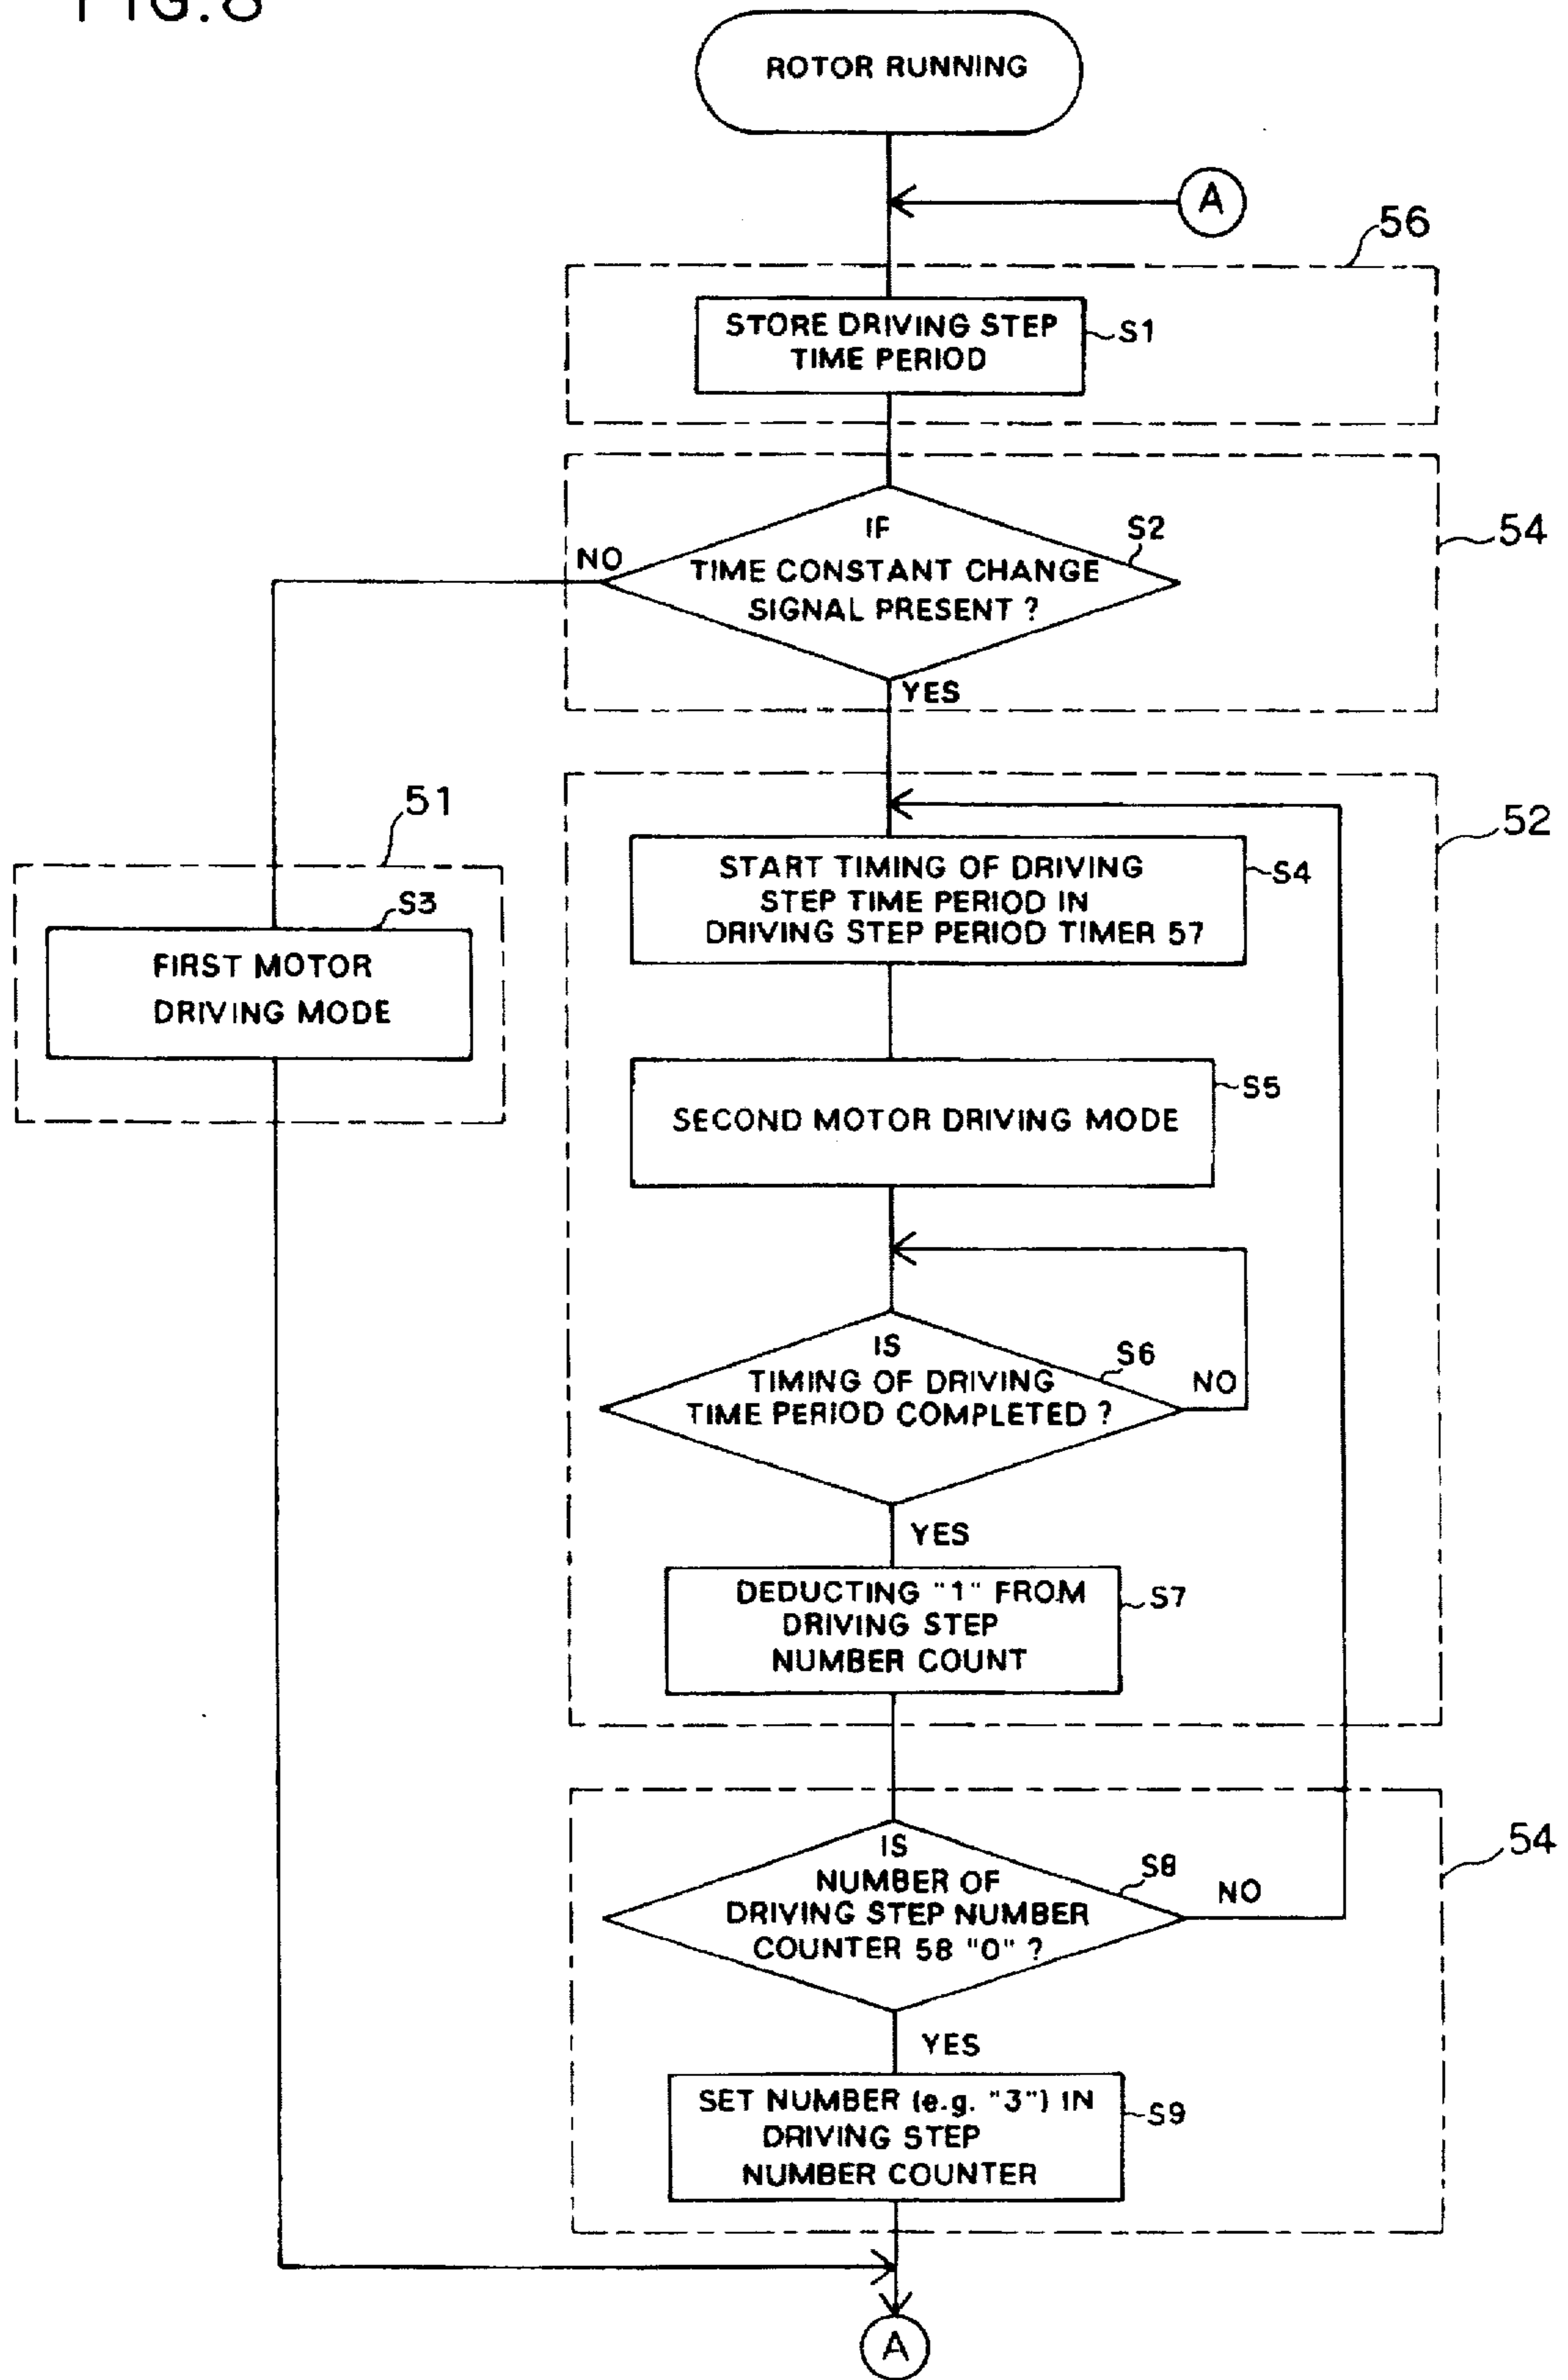 FIG.8
ROTOR RUNNING
A
56
STORE DRIVING STEP
TIME PERIOD
S1
54
IF
TIME CONSTANT CHANGE
SIGNAL PRESENT ?
S2
NO
YES
51
S3
FIRST MOTOR
DRIVING MODE
52
START TIMING OF DRIVING
STEP TIME PERIOD IN
DRIVING STEP PERIOD TIMER 57
S4
SECOND MOTOR DRIVING MODE
S5
IS
TIMING OF DRIVING
TIME PERIOD COMPLETED ?
S6
NO
YES
DEDUCTING "1" FROM
DRIVING STEP
NUMBER COUNT
S7
54
IS
NUMBER OF
DRIVING STEP NUMBER
COUNTER 58 "0" ?
S8
NO
YES
SET NUMBER (e.g. "3") IN
DRIVING STEP
NUMBER COUNTER
S9
A